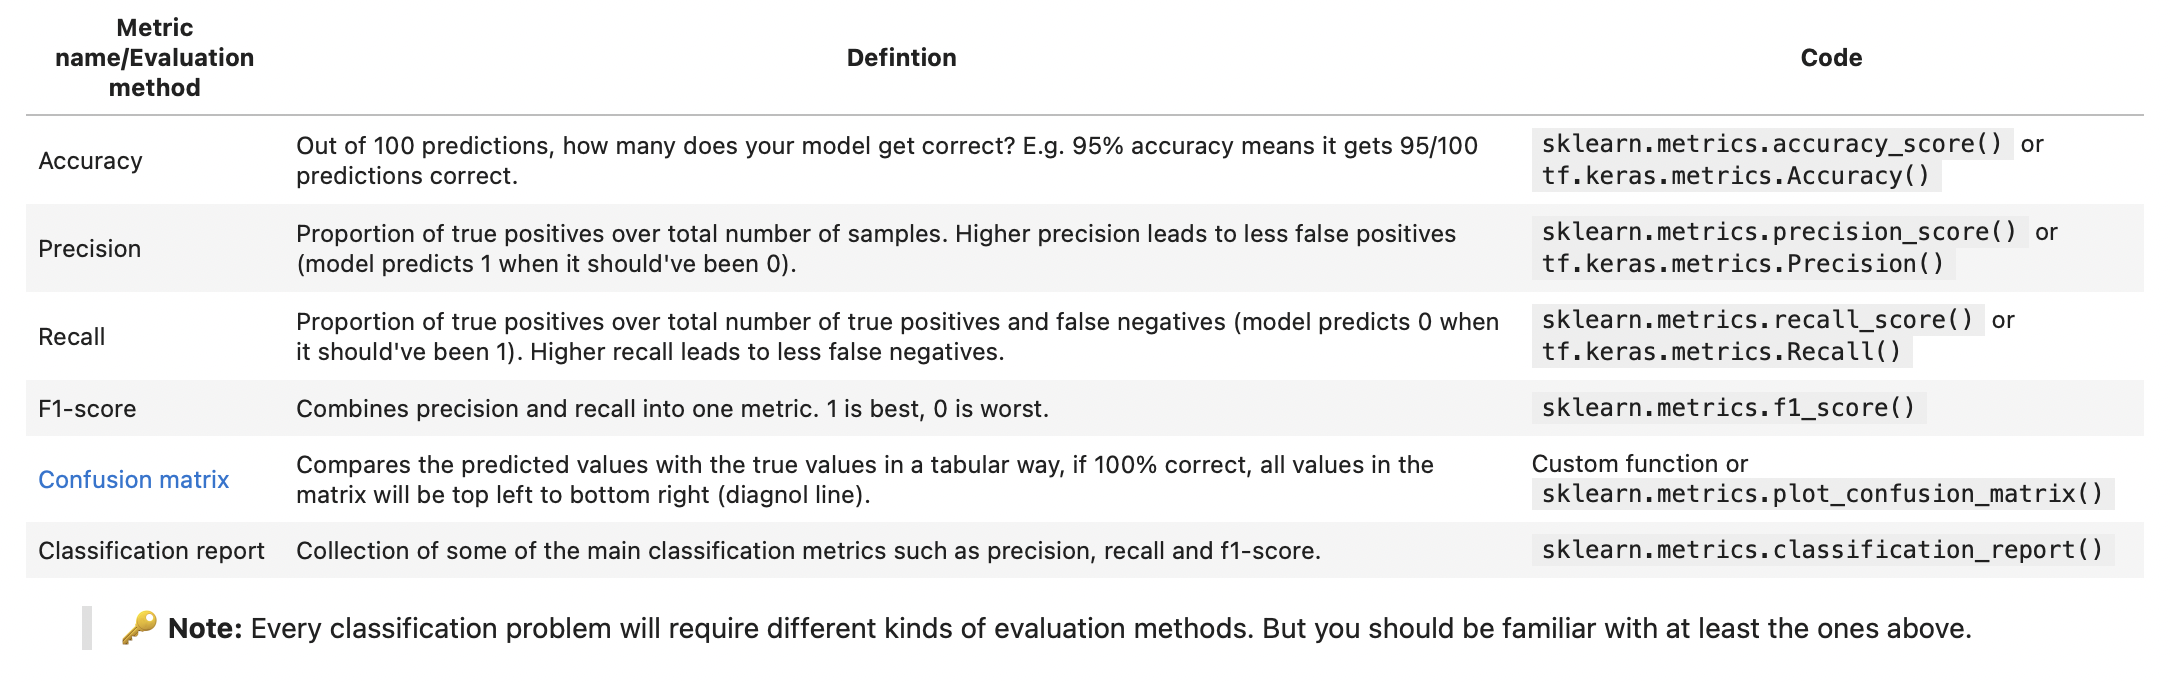 Metric
name/Evaluation
method
Defintion
Code
Accuracy
Out of 100 predictions, how many does your model get correct? E.g. 95% accuracy means it gets 95/100
predictions correct.
sklearn.metrics.accuracy_score() or
tf.keras.metrics.Accuracy()
Precision
Proportion of true positives over total number of samples. Higher precision leads to less false positives
(model predicts 1 when it should've been 0).
sklearn.metrics.precision_score() or
tf.keras.metrics.Precision()
Recall
Proportion of true positives over total number of true positives and false negatives (model predicts 0 when
it should've been 1). Higher recall leads to less false negatives.
sklearn.metrics.recall_score() or
tf.keras.metrics.Recall()
F1-score
Combines precision and recall into one metric. 1 is best, 0 is worst.
sklearn.metrics.f1_score()
Confusion matrix
Compares the predicted values with the true values in a tabular way, if 100% correct, all values in the
matrix will be top left to bottom right (diagnol line).
Custom function or
sklearn.metrics.plot_confusion_matrix()
Classification report
Collection of some of the main classification metrics such as precision, recall and f1-score.
sklearn.metrics.classification_report()
🔑 Note: Every classification problem will require different kinds of evaluation methods. But you should be familiar with at least the ones above.